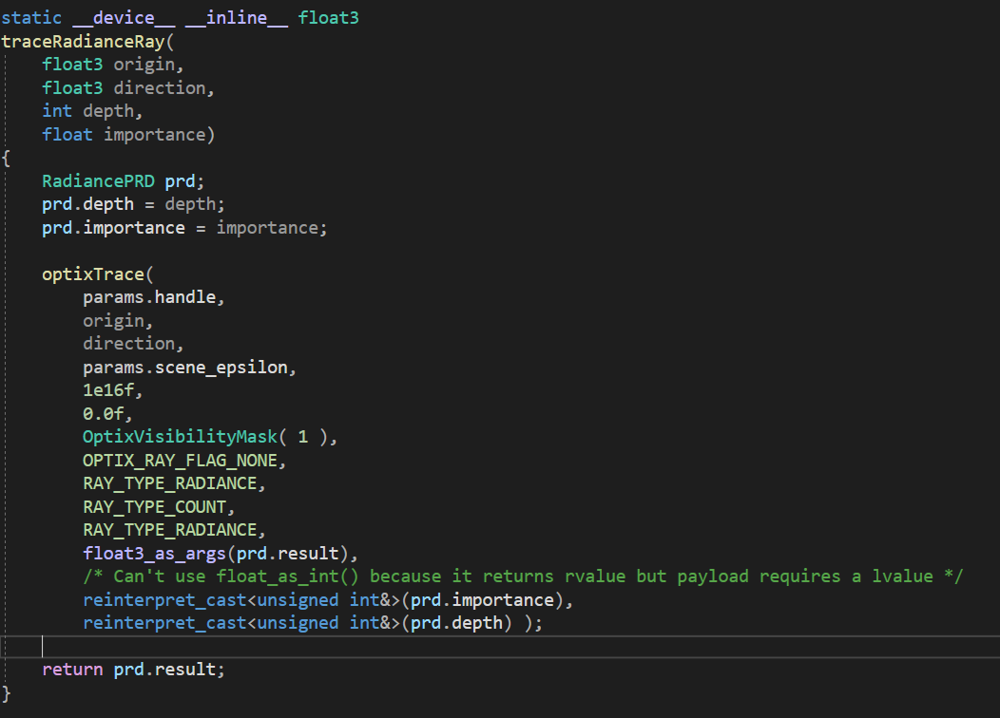 static __device__ __inline__ float3
traceRadianceRay(
    float3 origin,
    float3 direction,
    int depth,
    float importance)
{
    RadiancePRD prd;
    prd.depth = depth;
    prd.importance = importance;

    optixTrace(
        params.handle,
        origin,
        direction,
        params.scene_epsilon,
        1e16f,
        0.0f,
        OptixVisibilityMask( 1 ),
        OPTIX_RAY_FLAG_NONE,
        RAY_TYPE_RADIANCE,
        RAY_TYPE_COUNT,
        RAY_TYPE_RADIANCE,
        float3_as_args(prd.result),
        /* Can't use float_as_int() because it returns rvalue but payload requires a lvalue */
        reinterpret_cast<unsigned int&>(prd.importance),
        reinterpret_cast<unsigned int&>(prd.depth) );

    return prd.result;
}